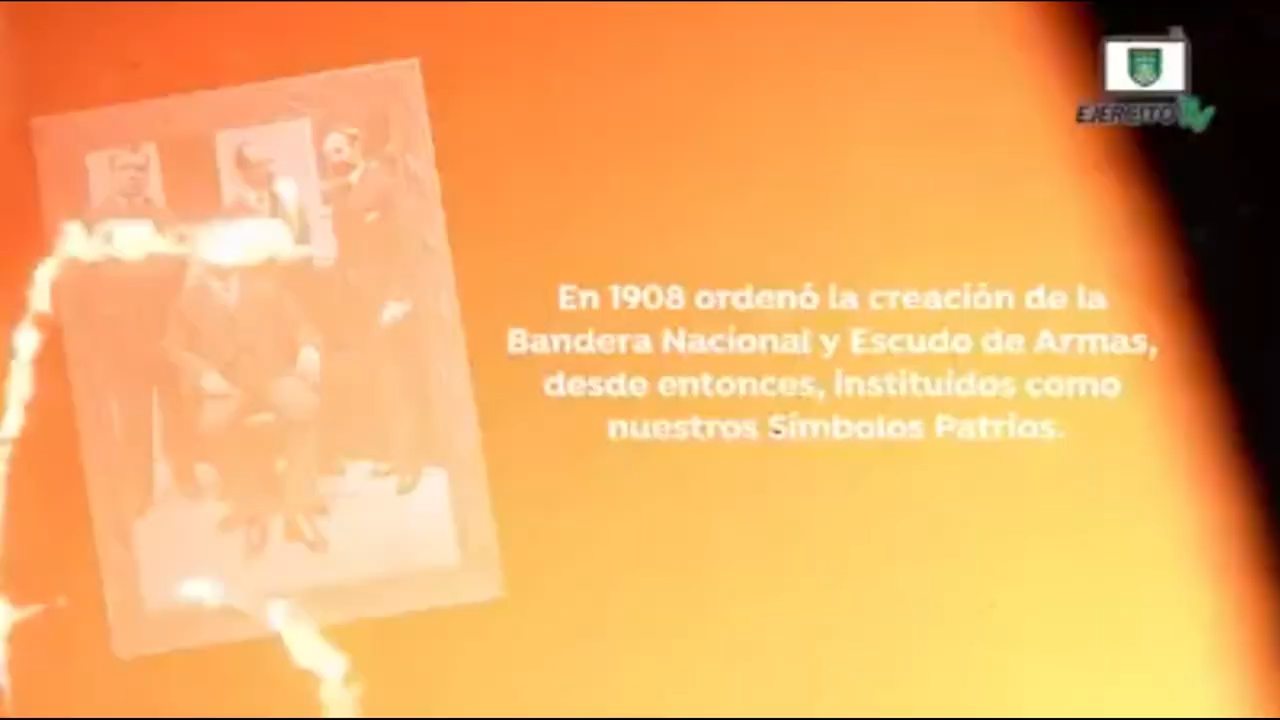 EJERCITO TV
En 1908 ordenó la creación de la
Bandera Nacional y Escudo de Armas,
desde entonces, instituidos como
nuestros Símbolos Patrios.